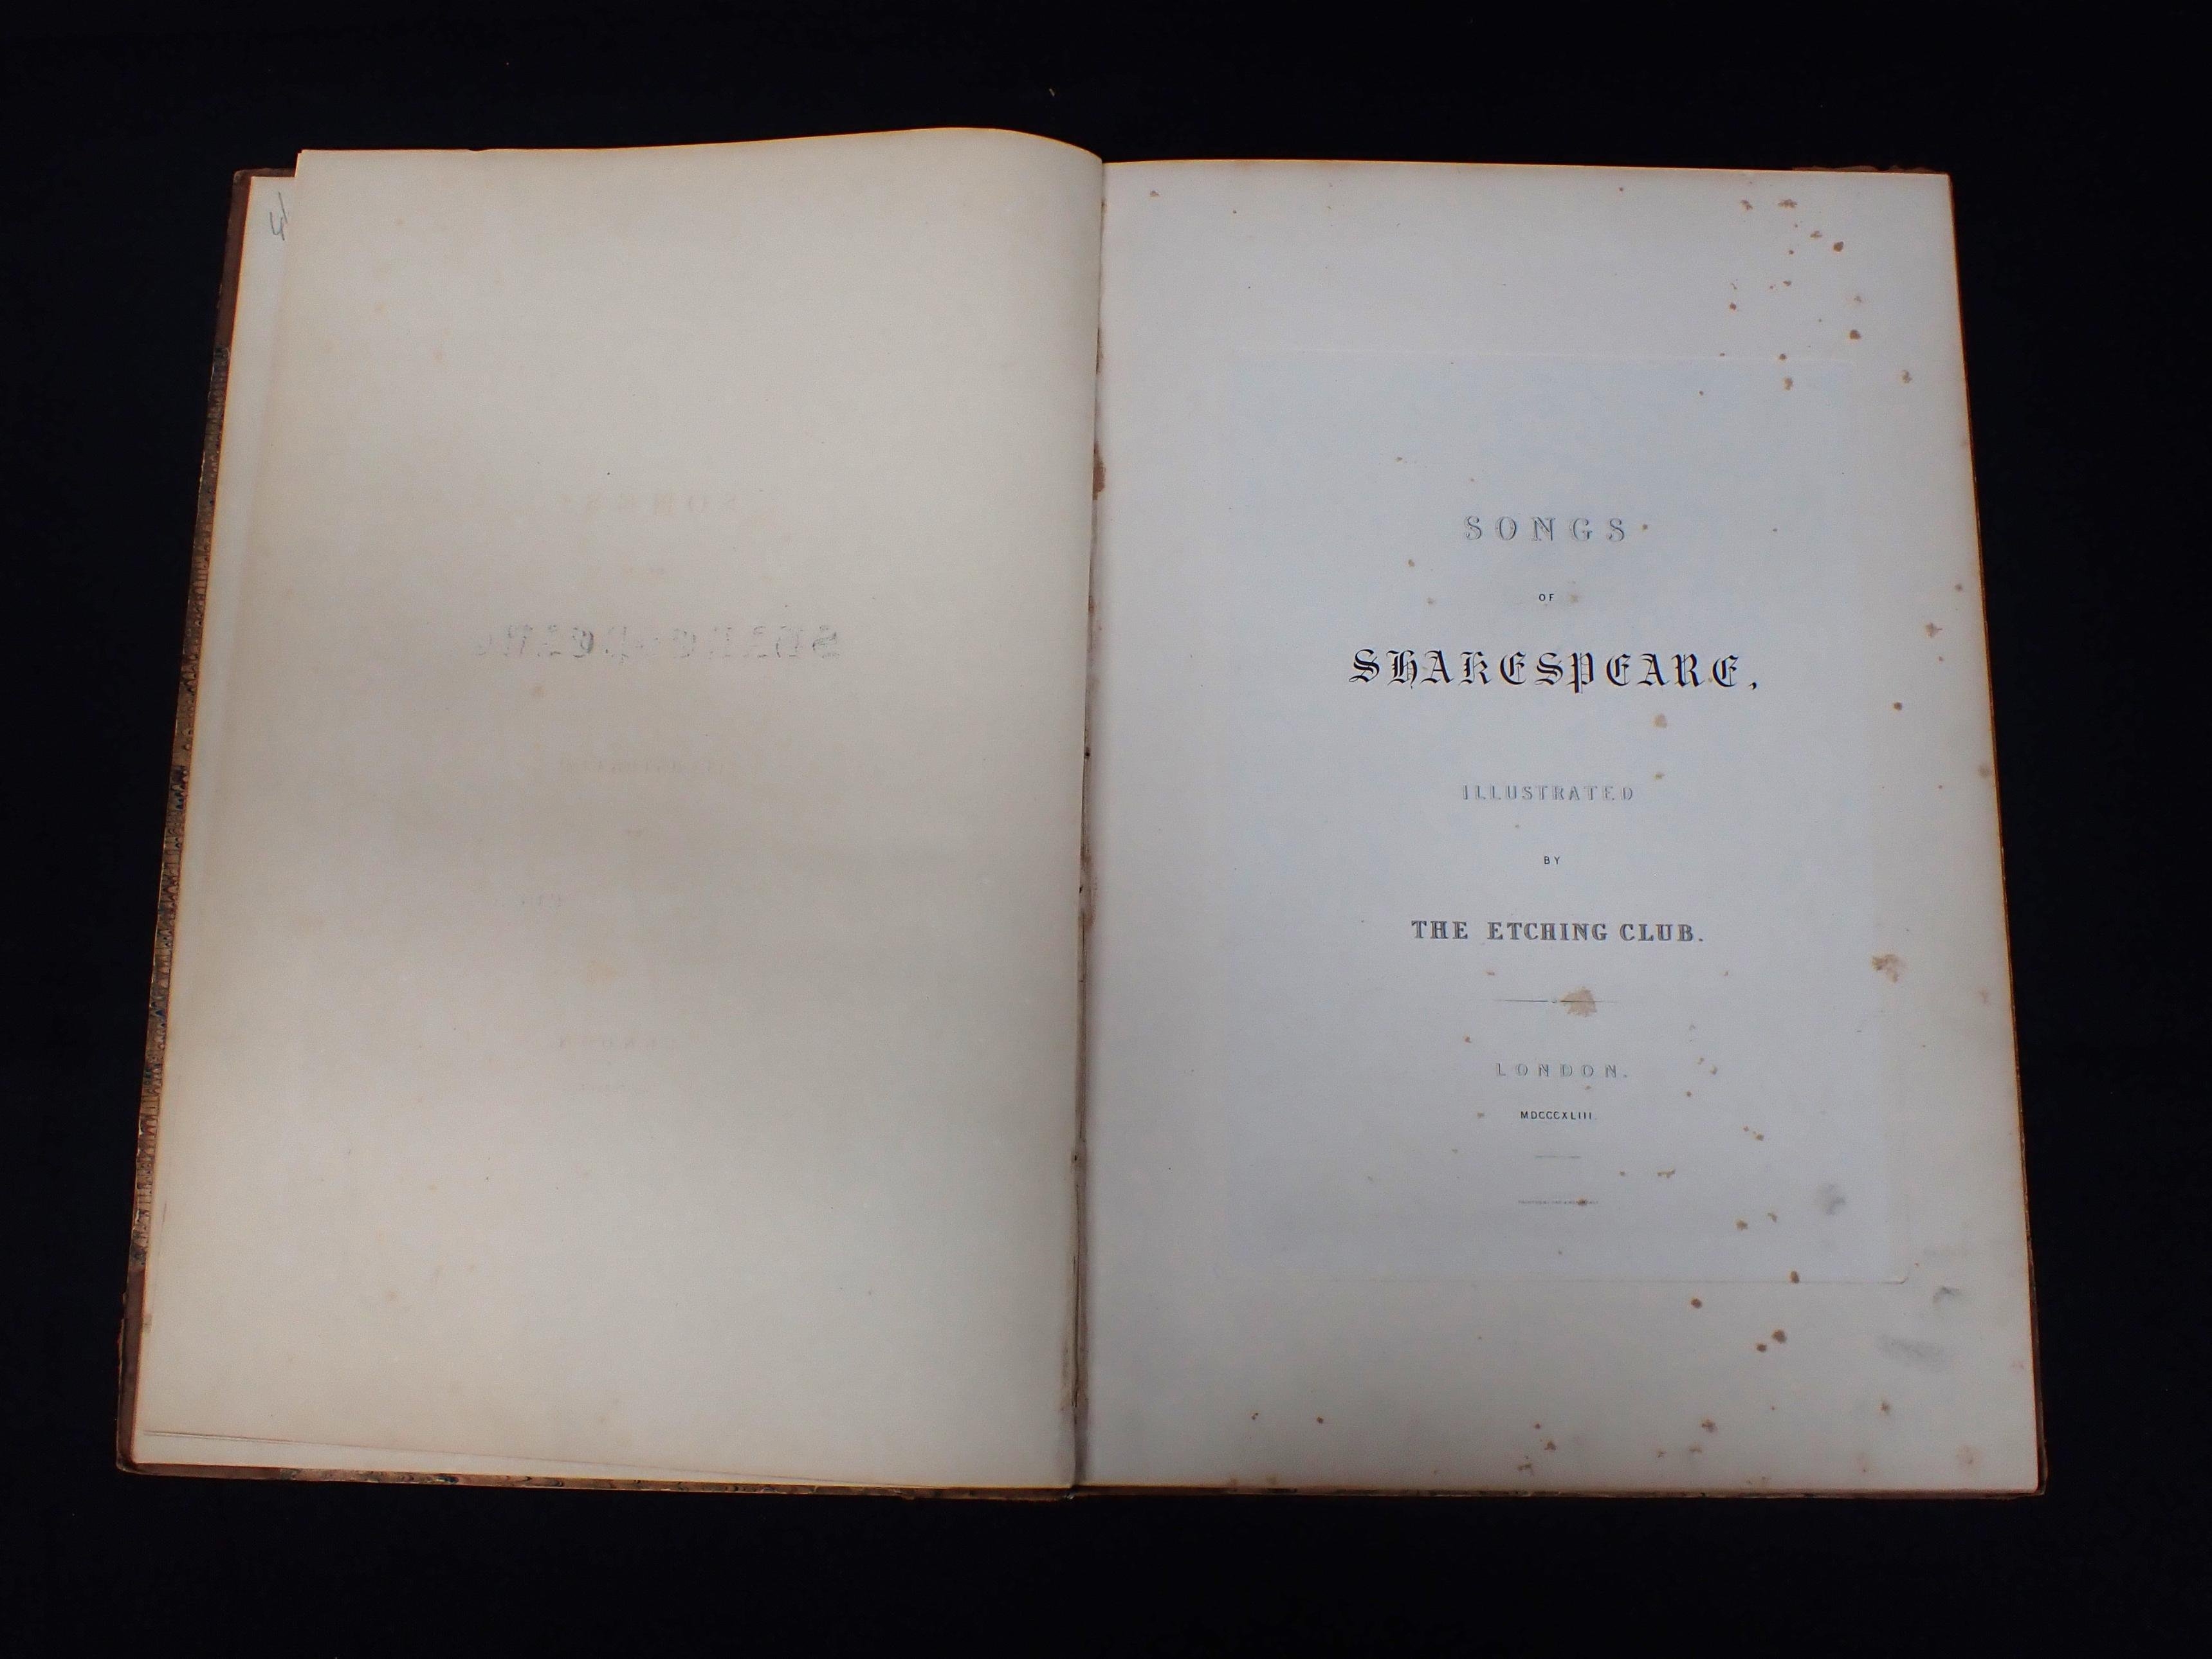 SONGS
OF
SHAKESPEARE,
ILLUSTRATED
BY
THE ETCHING CLUB.
LONDON.
MDCCCXLIII.